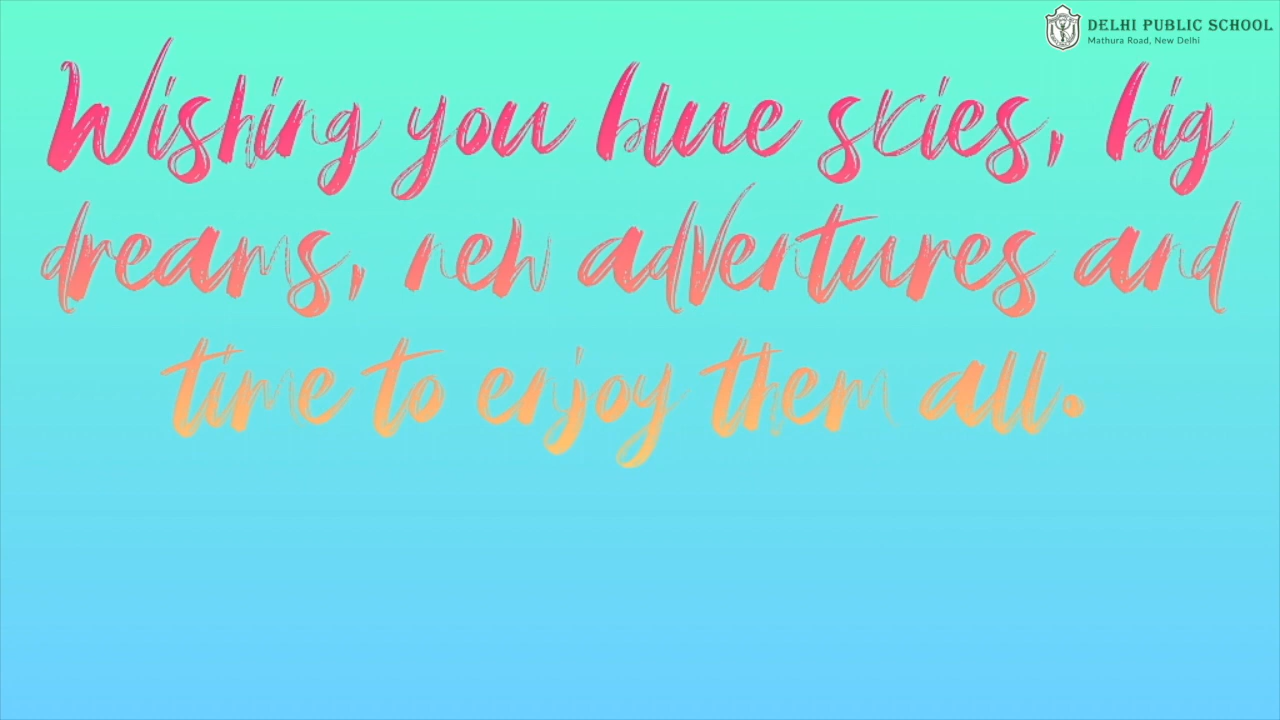 DELHI PUBLIC SCHOOL
Mathura Road, New Delhi
Wishing you blue skies, big
dreams, new adventures and
time to enjoy them all.